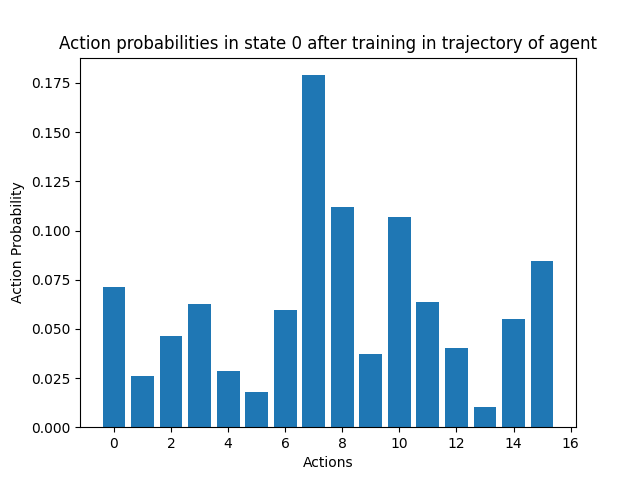 Action probabilities in state 0 after training in trajectory of agent
0.175
0.150
0.125
0.100
0.075
0.050
0.025
0.000
Action Probability
0 2 4 6 8 10 12 14 16
Actions